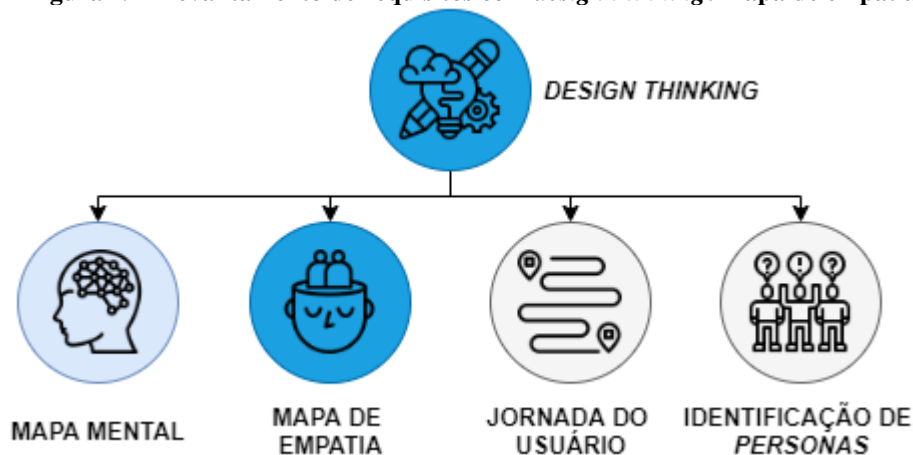 DESIGN THINKING
? ! ?
MAPA MENTAL
MAPA DE
EMPATIA
JORNADA DO
USUÁRIO
IDENTIFICAÇÃO DE
PERSONAS